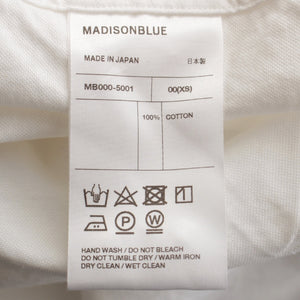 MADISONBLUE
MADE IN JAPAN 日本製
MB000-5001 00(XS)
100% COTTON
P W
HAND WASH / DO NOT BLEACH
DO NOT TUMBLE DRY / WARM IRON
DRY CLEAN / WET CLEAN